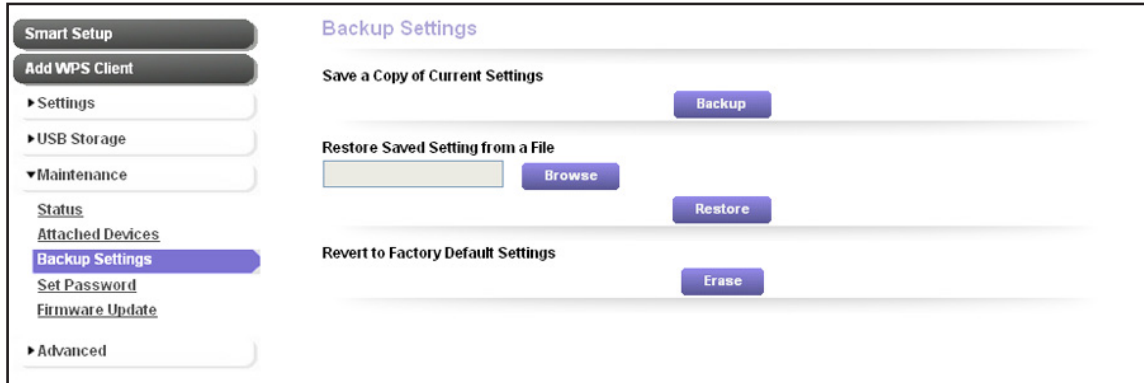 Smart Setup
Add WPS Client
Settings
USB Storage
Maintenance
Status
Attached Devices
Backup Settings
Set Password
Firmware Update
Advanced
Backup Settings
Save a Copy of Current Settings
Backup
Restore Saved Setting from a File
Browse
Restore
Revert to Factory Default Settings
Erase